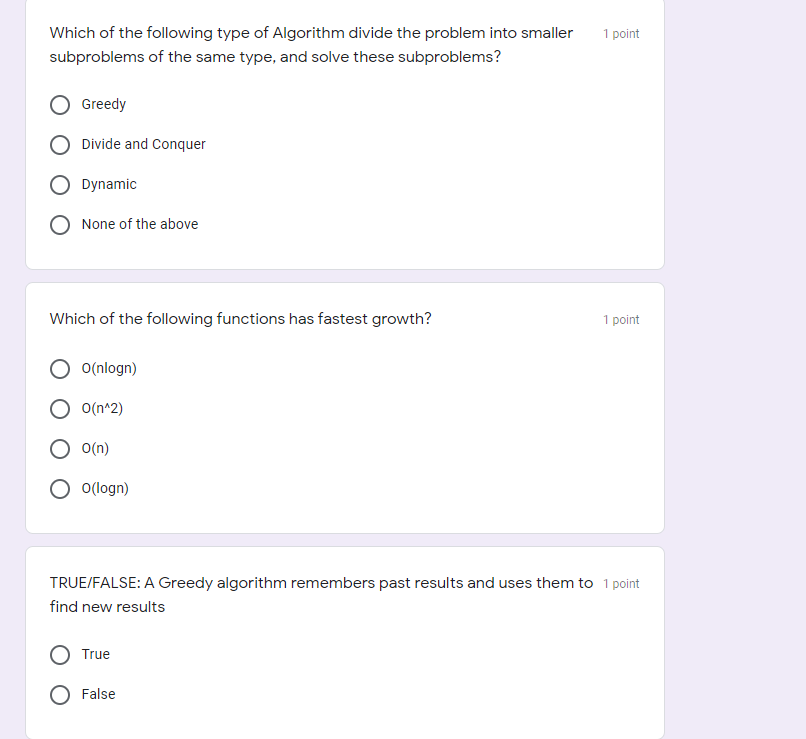 Which of the following type of Algorithm divide the problem into smaller 1 point
subproblems of the same type, and solve these subproblems?
Greedy
Divide and Conquer
Dynamic
None of the above
Which of the following functions has fastest growth? 1 point
O(nlogn)
O(n^2)
O(n)
O(logn)
TRUE/FALSE: A Greedy algorithm remembers past results and uses them to 1 point
find new results
True
False